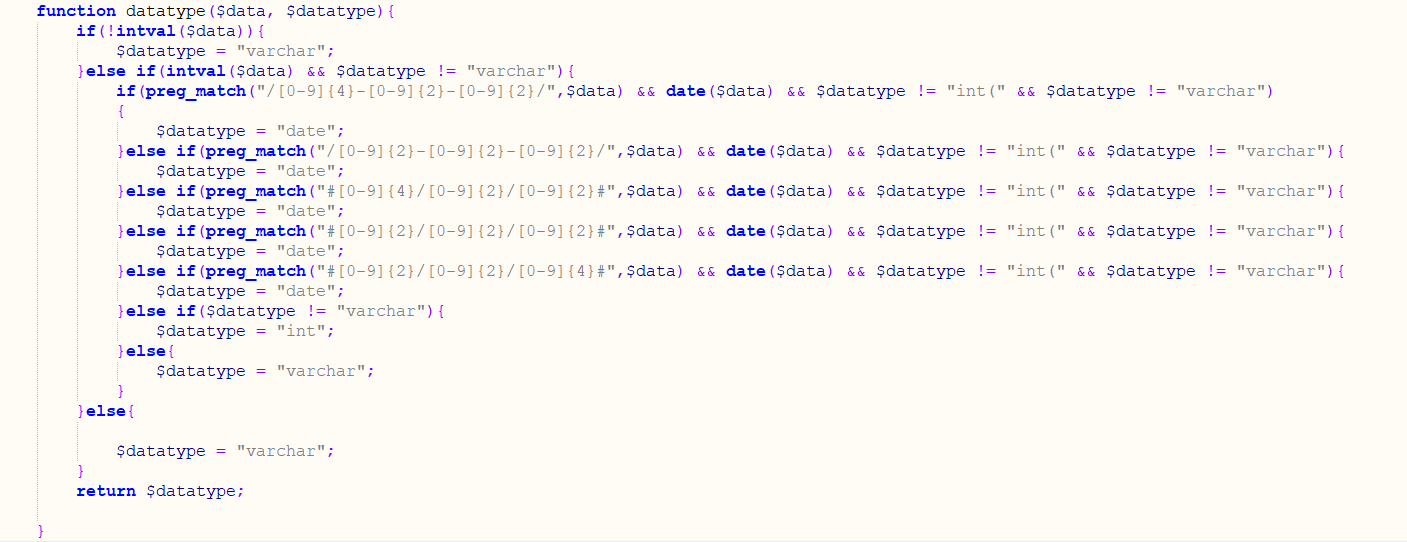 function datatype($data, $datatype){
if(!intval($data)){
$datatype = "varchar";
}else if(intval($data) && $datatype != "varchar"){
if(preg_match("/[0-9]{4}-[0-9]{2}-[0-9]{2}/",$data) && date($data) && $datatype != "int(" && $datatype != "varchar")
{
$datatype = "date";
}else if(preg_match("/[0-9]{2}-[0-9]{2}-[0-9]{2}/",$data) && date($data) && $datatype != "int(" && $datatype != "varchar"){
$datatype = "date";
}else if(preg_match("#[0-9]{4}/[0-9]{2}/[0-9]{2}#",$data) && date($data) && $datatype != "int(" && $datatype != "varchar"){
$datatype = "date";
}else if(preg_match("#[0-9]{2}/[0-9]{2}/[0-9]{2}#",$data) && date($data) && $datatype != "int(" && $datatype != "varchar"){
$datatype = "date";
}else if(preg_match("#[0-9]{2}/[0-9]{2}/[0-9]{4}#",$data) && date($data) && $datatype != "int(" && $datatype != "varchar"){
$datatype = "date";
}else if($datatype != "varchar"){
$datatype = "int";
}else{
$datatype = "varchar";
}
}else{
$datatype = "varchar";
}
return $datatype;
}